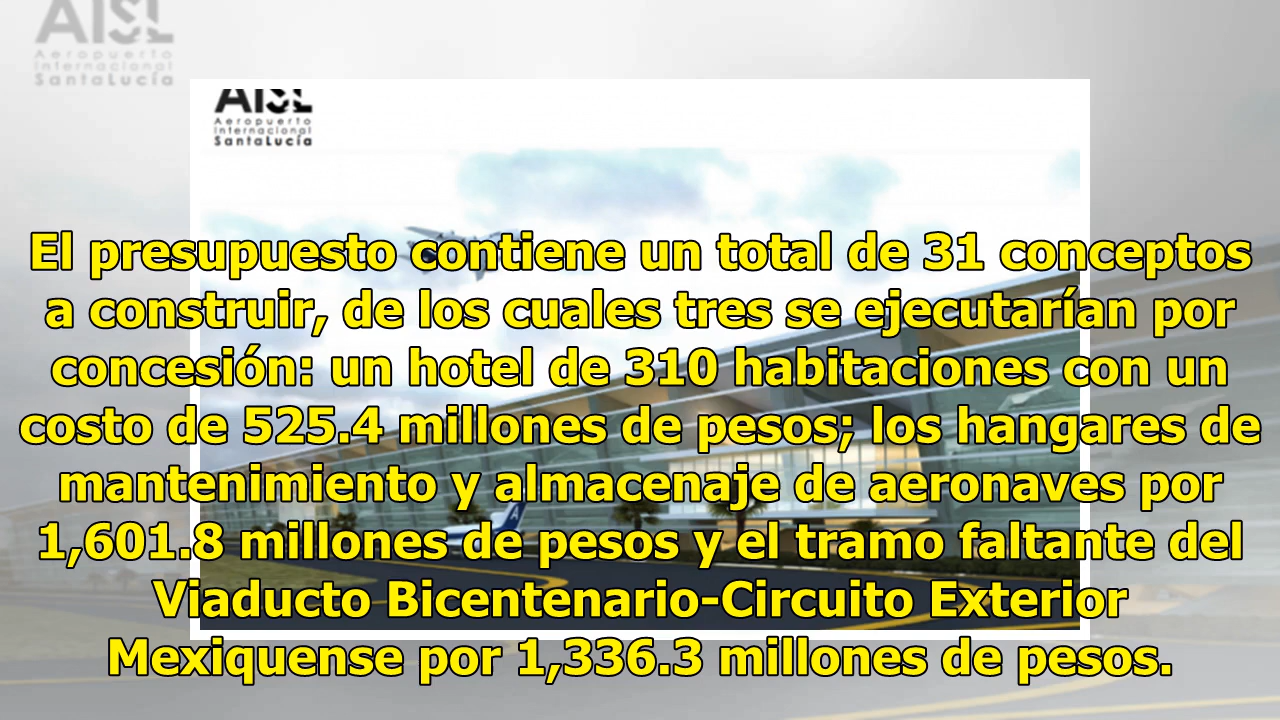 AISL
Aeropuerto
Internacional
SantaLucía
AISL
Aeropuerto
Internacional
SantaLucía
El presupuesto contiene un total de 31 conceptos
a construir, de los cuales tres se ejecutarían por
concesión: un hotel de 310 habitaciones con un
costo de 525.4 millones de pesos; los hangares de
mantenimiento y almacenaje de aeronaves por
1,601.8 millones de pesos y el tramo faltante del
Viaducto Bicentenario-Circuito Exterior
Mexiquense por 1,336.3 millones de pesos.
A